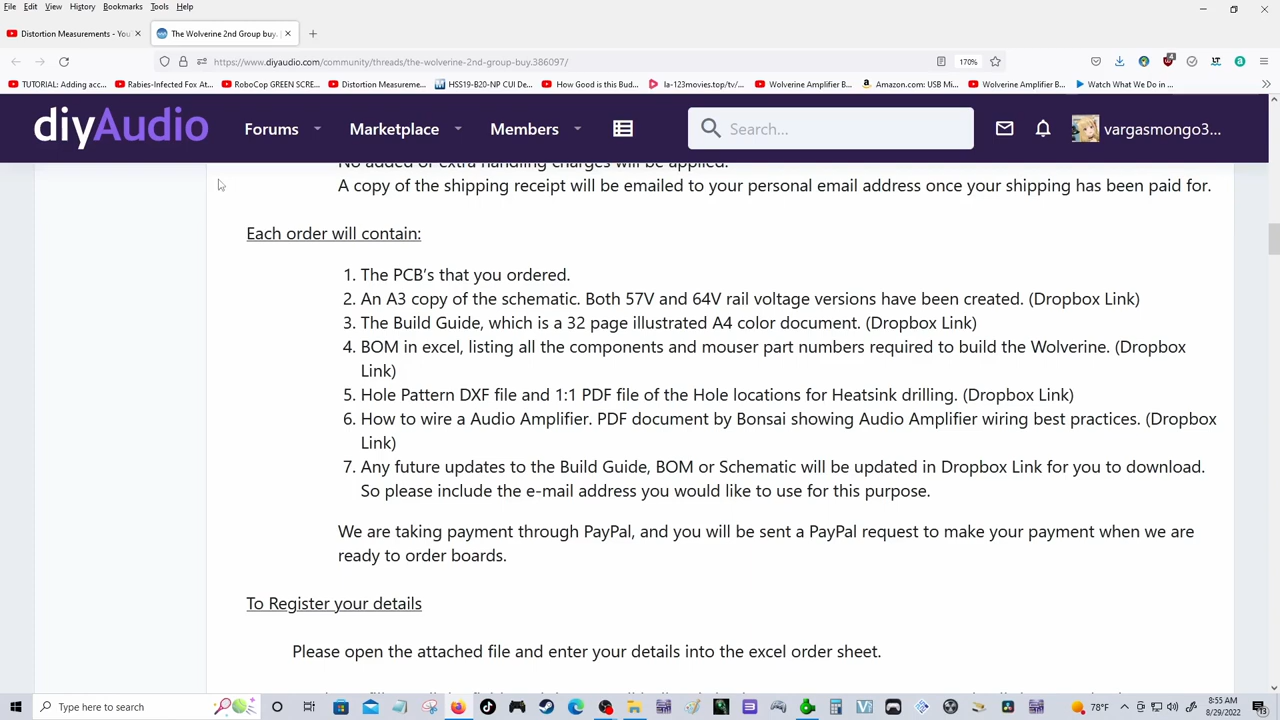 File Edit View History Bookmarks Tools Help
Distortion Measurements - You
The Wolverine 2nd Group buy.
https://www.diyaudio.com/community/threads/the-wolverine-2nd-group-buy.386097/
170%
TUTORIAL: Adding acc... Rabies-Infected Fox At... RoboCop GREEN SCRE... Distortion Measureme... HSS19-B20-NP CUI De... How Good is this Bud... la-123movies.top/tv/... Wolverine Amplifier B... Amazon.com: USB Mi... Wolverine Amplifier B... Watch What We Do in ...
diyAudio Forums Marketplace Members Search... vargasmongo3...
No added or extra handling charges will be applied.
A copy of the shipping receipt will be emailed to your personal email address once your shipping has been paid for.
Each order will contain:
1. The PCB's that you ordered.
2. An A3 copy of the schematic. Both 57V and 64V rail voltage versions have been created. (Dropbox Link)
3. The Build Guide, which is a 32 page illustrated A4 color document. (Dropbox Link)
4. BOM in excel, listing all the components and mouser part numbers required to build the Wolverine. (Dropbox
Link)
5. Hole Pattern DXF file and 1:1 PDF file of the Hole locations for Heatsink drilling. (Dropbox Link)
6. How to wire a Audio Amplifier. PDF document by Bonsai showing Audio Amplifier wiring best practices. (Dropbox
Link)
7. Any future updates to the Build Guide, BOM or Schematic will be updated in Dropbox Link for you to download.
So please include the e-mail address you would like to use for this purpose.
We are taking payment through PayPal, and you will be sent a PayPal request to make your payment when we are
ready to order boards.
To Register your details
Please open the attached file and enter your details into the excel order sheet.
Type here to search
78°F
8:55 AM
8/29/2022